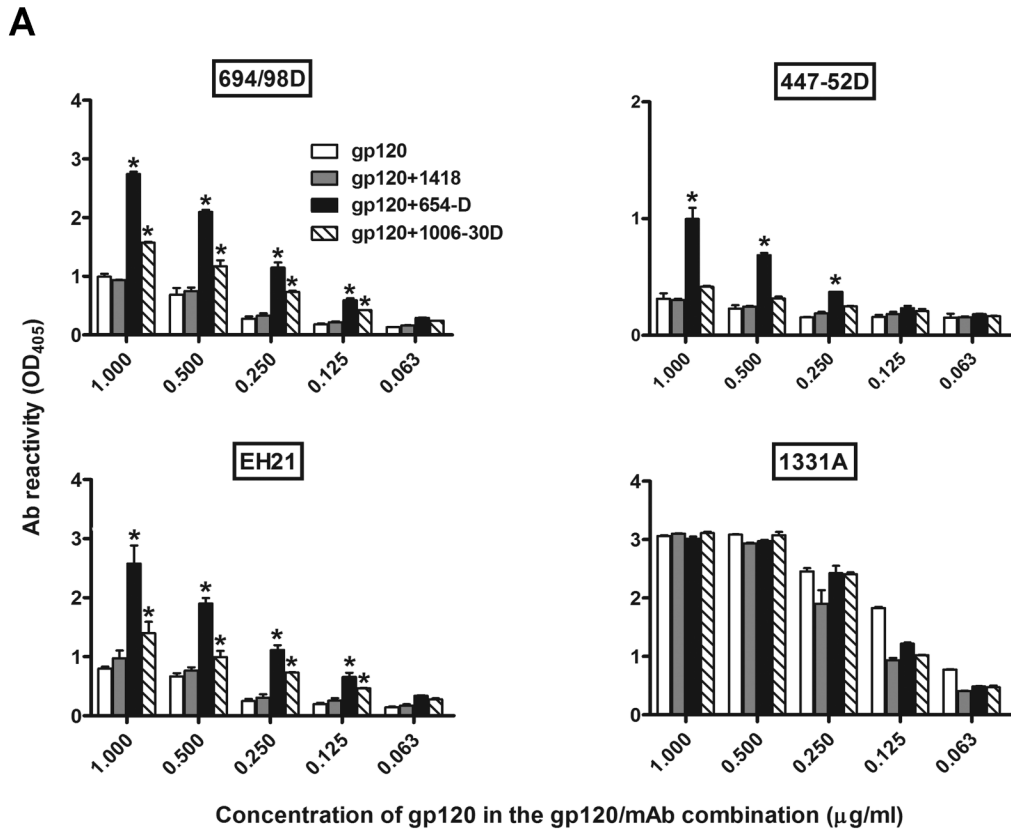 A
694/98D
4
3
2
1
0
gp120
gp120+1418
gp120+654-D
gp120+1006-30D
* * * * * * * *
1.000 0.500 0.250 0.125 0.063
447-52D
2
1
0
* * *
1.000 0.500 0.250 0.125 0.063
Ab reactivity (OD405)
EH21
4
3
2
1
0
* * * * * * * *
1.000 0.500 0.250 0.125 0.063
1331A
4
3
2
1
0
1.000 0.500 0.250 0.125 0.063
Concentration of gp120 in the gp120/mAb combination (μg/ml)